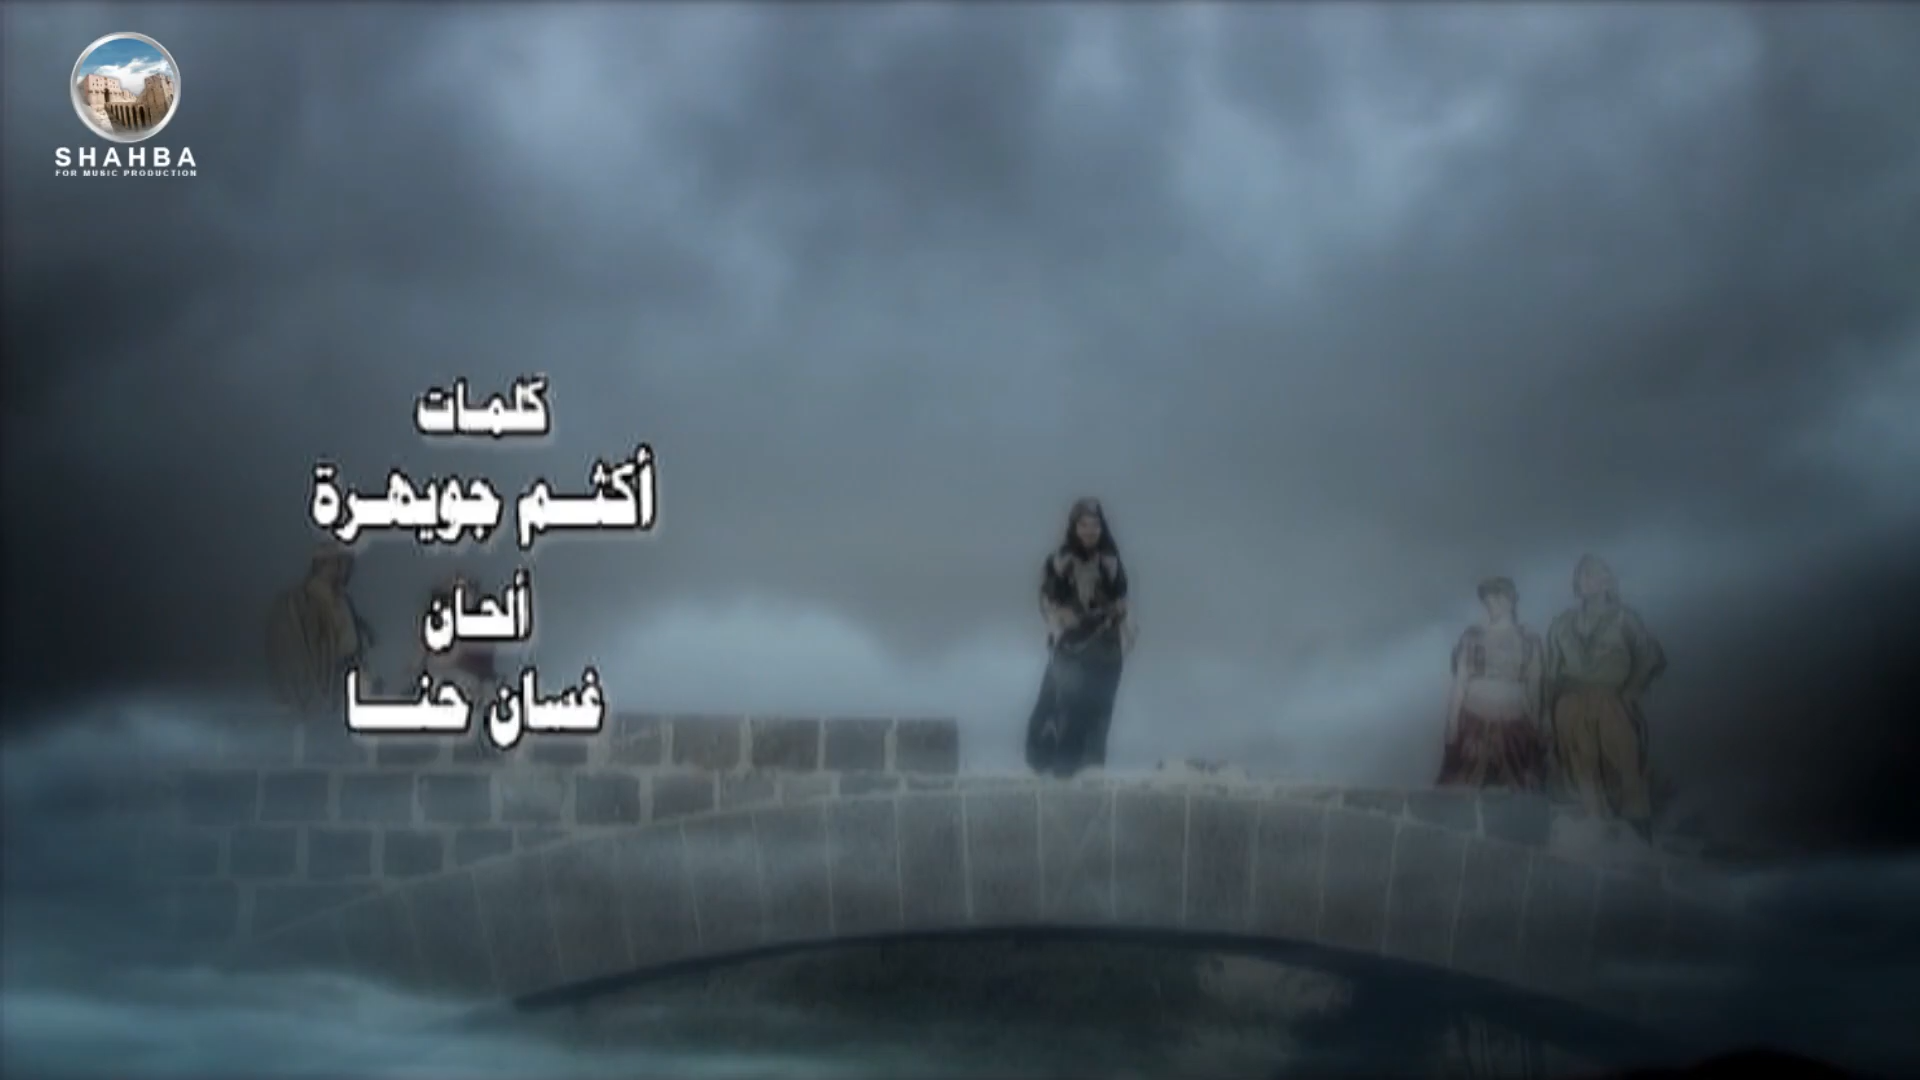 SHAHBA
FOR MUSIC PRODUCTION
كلمات
أكثم جويهرة
ألحان
غسان حنا